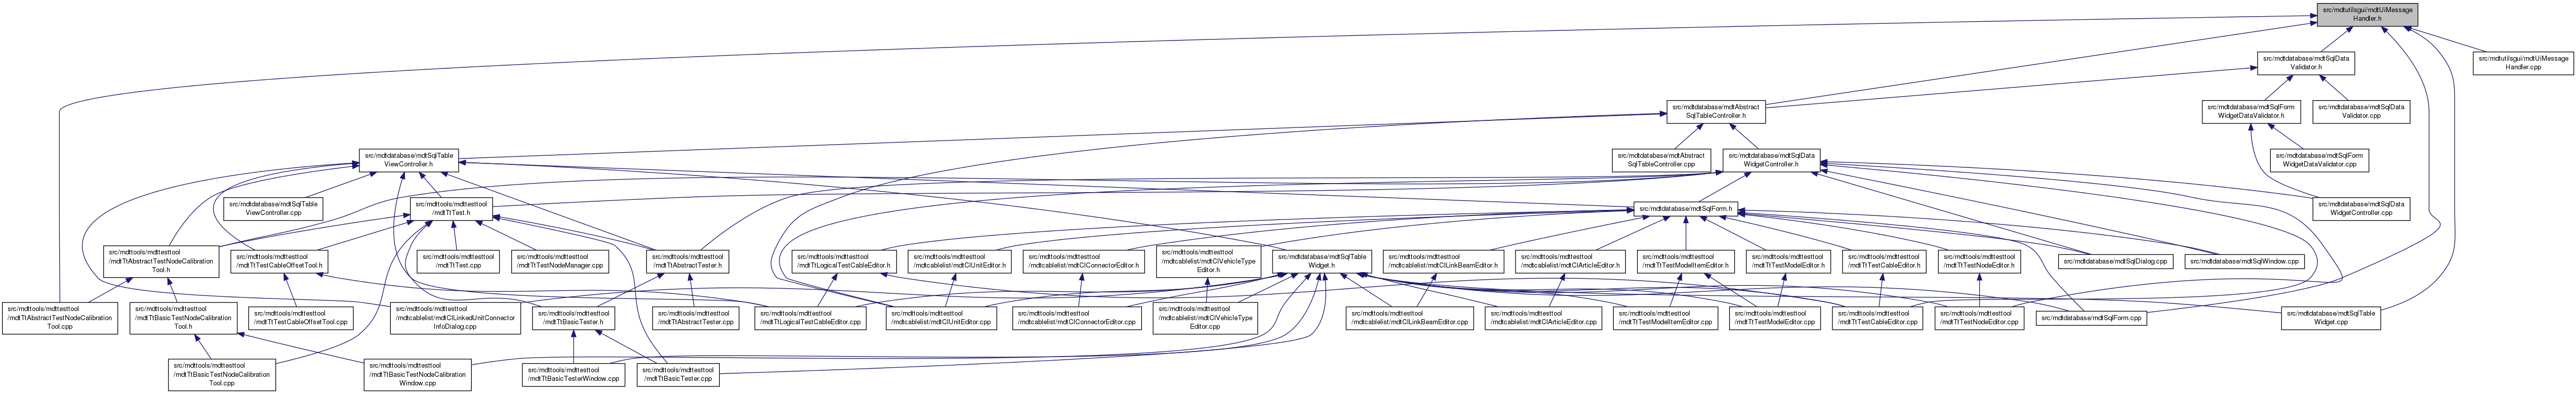 src/mdtutilsgui/mdtUiMessage
Handler.h
src/mdtdatabase/mdtSqlData
Validator.h
src/mdtutilsgui/mdtUiMessage
Handler.cpp
src/mdtdatabase/mdtAbstract
SqlTableController.h
src/mdtdatabase/mdtSqlForm
WidgetDataValidator.h
src/mdtdatabase/mdtSqlData
Validator.cpp
src/mdtdatabase/mdtSqlTable
ViewController.h
src/mdtdatabase/mdtAbstract
SqlTableController.cpp
src/mdtdatabase/mdtSqlData
WidgetController.h
src/mdtdatabase/mdtSqlForm
WidgetDataValidator.cpp
src/mdtdatabase/mdtSqlTable
ViewController.cpp
src/mdttools/mdttesttool
/mdtTtTest.h
src/mdtdatabase/mdtSqlForm.h
src/mdtdatabase/mdtSqlData
WidgetController.cpp
src/mdttools/mdttesttool
/mdtTtAbstractTestNodeCalibration
Tool.h
src/mdttools/mdttesttool
/mdtTtTestCableOffsetTool.h
src/mdttools/mdttesttool
/mdtTtTest.cpp
src/mdttools/mdttesttool
/mdtTtTestNodeManager.cpp
src/mdttools/mdttesttool
/mdtTtAbstractTester.h
src/mdttools/mdttesttool
/mdtTtLogicalTestCableEditor.h
src/mdttools/mdttesttool
/mdtcablelist/mdtClUnitEditor.h
src/mdttools/mdttesttool
/mdtcablelist/mdtClConnectorEditor.h
src/mdttools/mdttesttool
/mdtcablelist/mdtClVehicleType
Editor.h
src/mdtdatabase/mdtSqlTable
Widget.h
src/mdttools/mdttesttool
/mdtcablelist/mdtClLinkBeamEditor.h
src/mdttools/mdttesttool
/mdtcablelist/mdtClArticleEditor.h
src/mdttools/mdttesttool
/mdtTtTestModelItemEditor.h
src/mdttools/mdttesttool
/mdtTtTestModelEditor.h
src/mdttools/mdttesttool
/mdtTtTestCableEditor.h
src/mdttools/mdttesttool
/mdtTtTestNodeEditor.h
src/mdtdatabase/mdtSqlDialog.cpp
src/mdtdatabase/mdtSqlWindow.cpp
src/mdttools/mdttesttool
/mdtTtAbstractTestNodeCalibration
Tool.cpp
src/mdttools/mdttesttool
/mdtTtBasicTestNodeCalibration
Tool.h
src/mdttools/mdttesttool
/mdtTtTestCableOffsetTool.cpp
src/mdttools/mdttesttool
/mdtcablelist/mdtClLinkedUnitConnector
InfoDialog.cpp
src/mdttools/mdttesttool
/mdtTtBasicTester.h
src/mdttools/mdttesttool
/mdtTtAbstractTester.cpp
src/mdttools/mdttesttool
/mdtTtLogicalTestCableEditor.cpp
src/mdttools/mdttesttool
/mdtcablelist/mdtClUnitEditor.cpp
src/mdttools/mdttesttool
/mdtcablelist/mdtClConnectorEditor.cpp
src/mdttools/mdttesttool
/mdtcablelist/mdtClVehicleType
Editor.cpp
src/mdttools/mdttesttool
/mdtcablelist/mdtClLinkBeamEditor.cpp
src/mdttools/mdttesttool
/mdtcablelist/mdtClArticleEditor.cpp
src/mdttools/mdttesttool
/mdtTtTestModelItemEditor.cpp
src/mdttools/mdttesttool
/mdtTtTestModelEditor.cpp
src/mdttools/mdttesttool
/mdtTtTestCableEditor.cpp
src/mdttools/mdttesttool
/mdtTtTestNodeEditor.cpp
src/mdtdatabase/mdtSqlForm.cpp
src/mdtdatabase/mdtSqlTable
Widget.cpp
src/mdttools/mdttesttool
/mdtTtBasicTestNodeCalibration
Tool.cpp
src/mdttools/mdttesttool
/mdtTtBasicTestNodeCalibration
Window.cpp
src/mdttools/mdttesttool
/mdtTtBasicTesterWindow.cpp
src/mdttools/mdttesttool
/mdtTtBasicTester.cpp